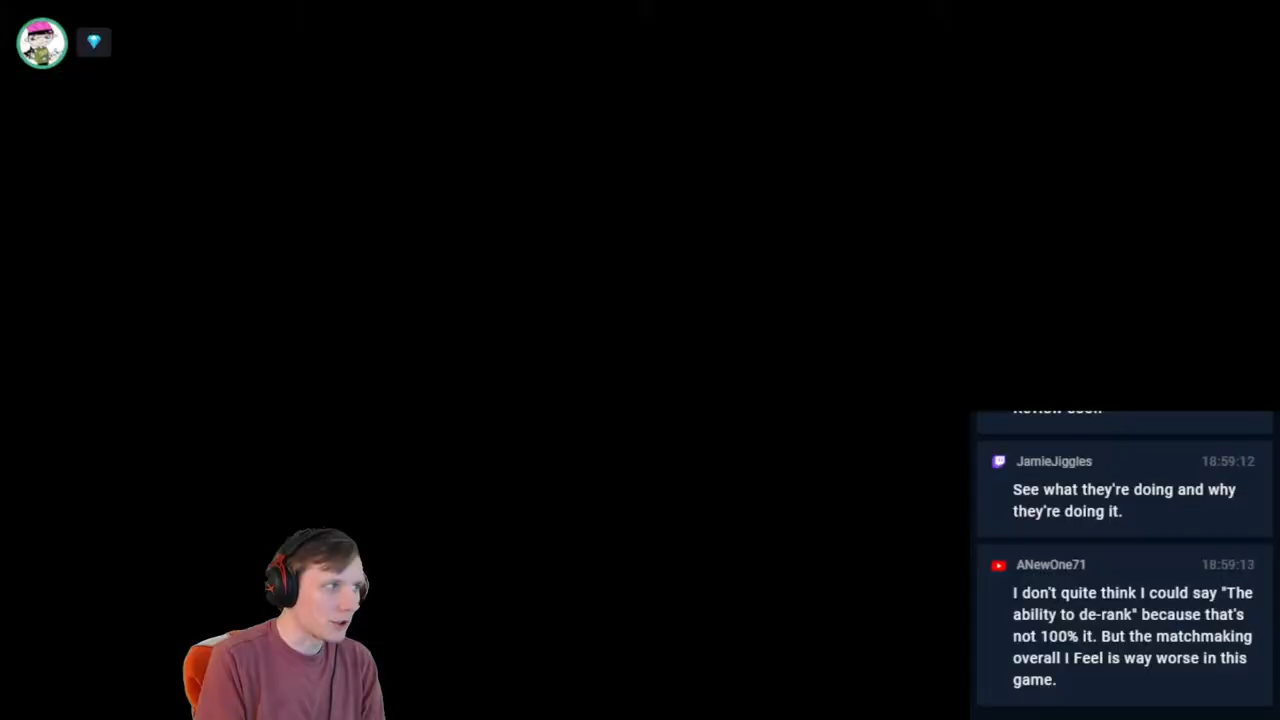 JamieJiggles 18:59:12
See what they're doing and why
they're doing it.
ANewOne71 18:59:13
I don't quite think I could say "The
ability to de-rank" because that's
not 100% it. But the matchmaking
overall I Feel is way worse in this
game.